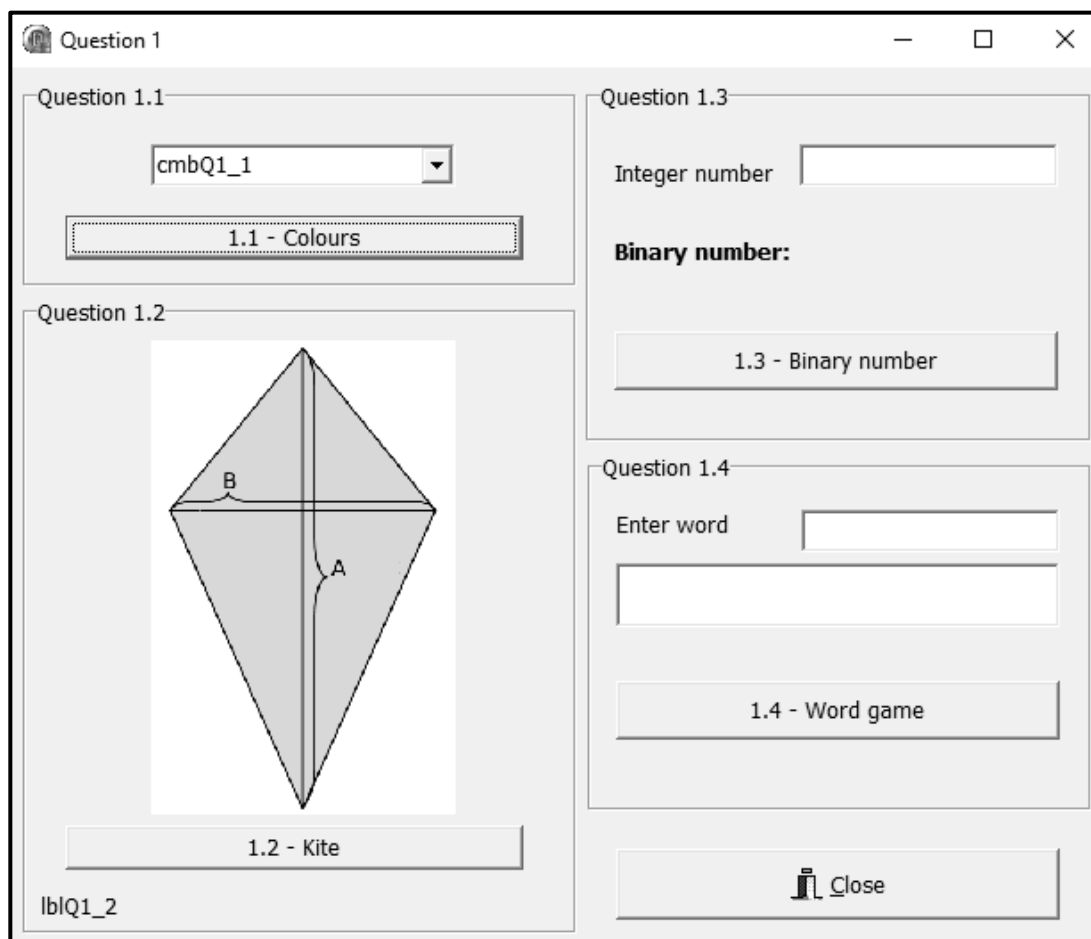 Question 1
Question 1.1
cmbQ1_1
1.1 - Colours
Question 1.2
B
A
1.2 - Kite
lblQ1_2
Question 1.3
Integer number
Binary number:
1.3 - Binary number
Question 1.4
Enter word
1.4 - Word game
Close